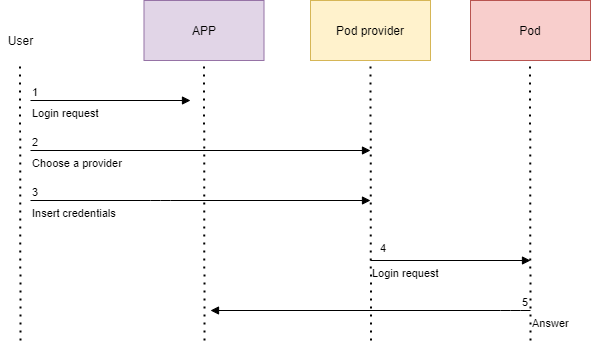 User
APP
Pod provider
Pod
1
Login request
2
Choose a provider
3
Insert credentials
4
Login request
5
Answer